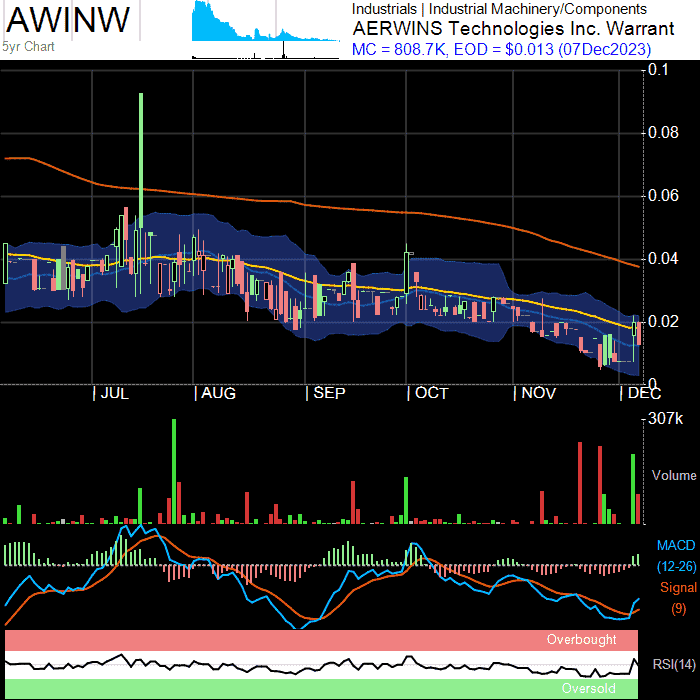 AWINW
5yr Chart
Industrials | Industrial Machinery/Components
AERWINS Technologies Inc. Warrant
MC = 808.7K, EOD = $0.013 (07Dec2023)
0.1
0.08
0.06
0.04
0.02
0
| JUL | AUG | SEP | OCT | NOV | DEC
307k
Volume
MACD
(12-26)
Signal
(9)
Overbought
RSI(14)
Oversold